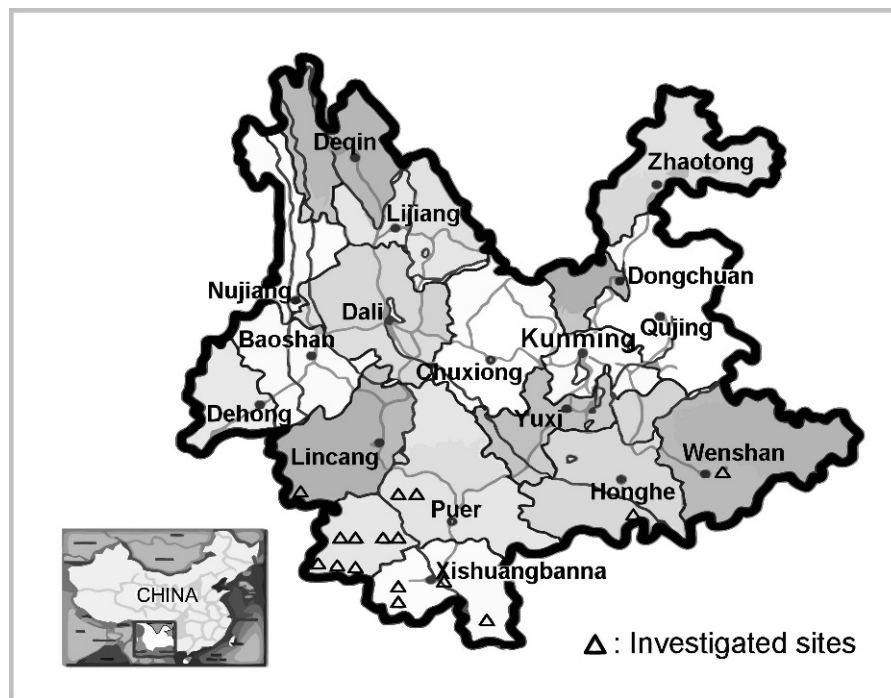 Deqin
Zhaotong
Lijiang
Dongchuan
Nujiang
Dali
Qujing
Baoshan
Kunming
Chuxiong
Dehong
Yuxi
Lincang
Wenshan
Honghe
Puer
Xishuangbanna
CHINA
: Investigated sites